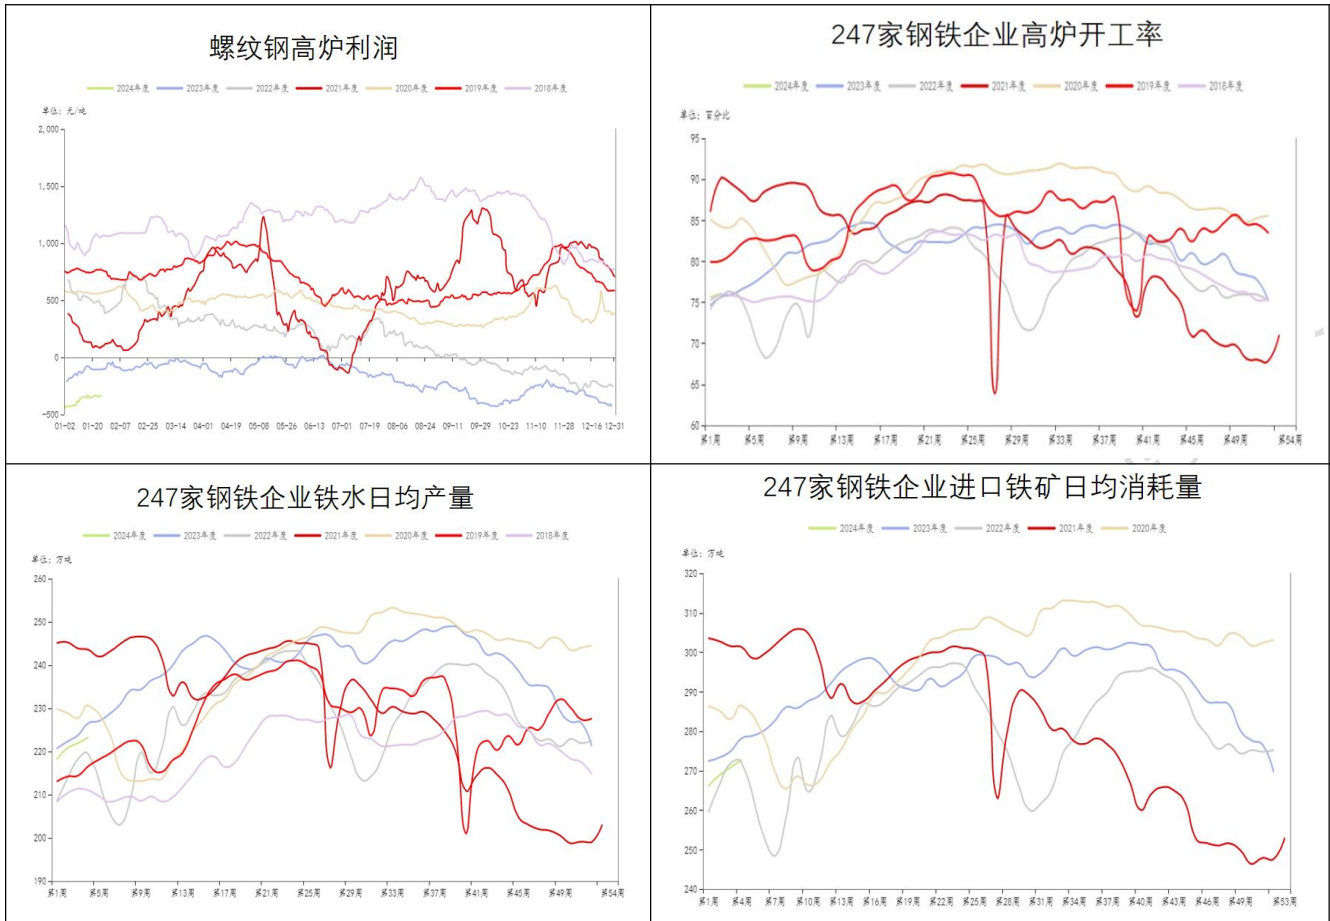 螺纹钢高炉利润
2024年度 2023年度 2022年度 2021年度 2020年度 2019年度 2018年度
单位: 元/吨
2,000
1,500
1,000
500
0
-500
01-02 01-20 02-07 02-25 03-14 04-01 04-19 05-08 05-26 06-13 07-01 07-19 08-06 08-24 09-11 09-29 10-23 11-10 11-28 12-16 12-31
247家钢铁企业高炉开工率
2024年度 2023年度 2022年度 2021年度 2020年度 2019年度 2018年度
单位: 百分比
95
90
85
80
75
70
65
60
第1周 第5周 第9周 第13周 第17周 第21周 第25周 第29周 第33周 第37周 第41周 第45周 第49周 第54周
247家钢铁企业铁水日均产量
2024年度 2023年度 2022年度 2021年度 2020年度 2019年度 2018年度
单位: 万吨
260
250
240
230
220
210
200
190
第1周 第5周 第9周 第13周 第17周 第21周 第25周 第29周 第33周 第37周 第41周 第45周 第49周 第54周
247家钢铁企业进口铁矿日均消耗量
2024年度 2023年度 2022年度 2021年度 2020年度
单位: 万吨
320
310
300
290
280
270
260
250
240
第1周 第4周 第7周 第10周 第13周 第16周 第19周 第22周 第25周 第28周 第31周 第34周 第37周 第40周 第43周 第46周 第49周 第53周